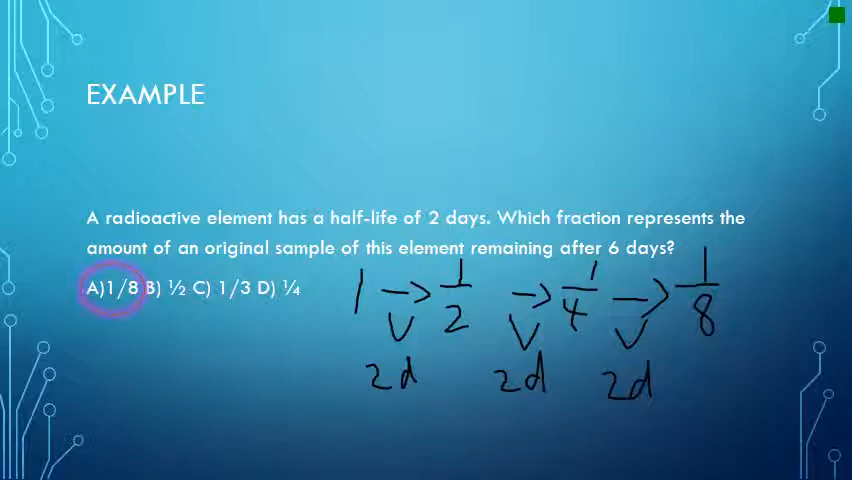 EXAMPLE
A radioactive element has a half-life of 2 days. Which fraction represents the
amount of an original sample of this element remaining after 6 days?
A)1/8 B) ½ C) 1/3 D) ¼
1 → 1/2 → 1/4 → 1/8
2d 2d 2d